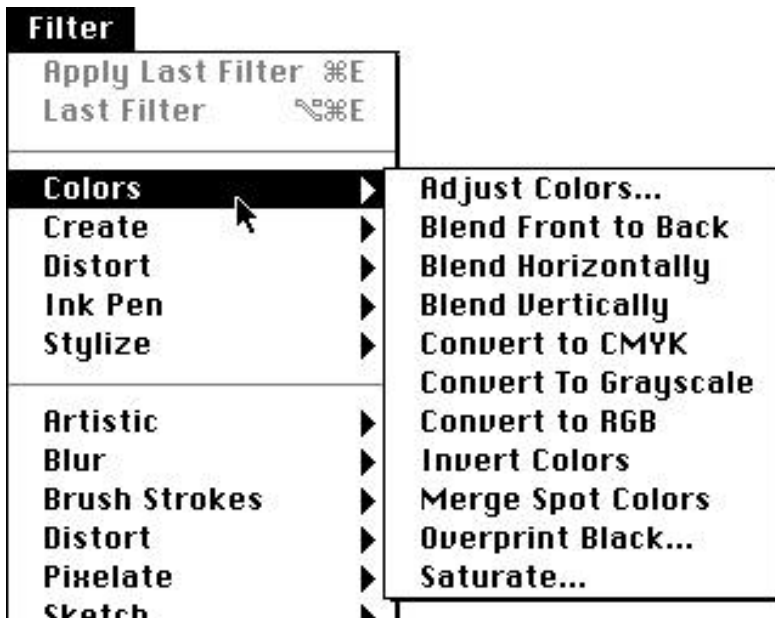 Filter
Apply Last Filter ⌘E
Last Filter ⌥⌘E
Colors
Create
Distort
Ink Pen
Stylize
Artistic
Blur
Brush Strokes
Distort
Pixelate
Sketch
Adjust Colors...
Blend Front to Back
Blend Horizontally
Blend Vertically
Convert to CMYK
Convert To Grayscale
Convert to RGB
Invert Colors
Merge Spot Colors
Overprint Black...
Saturate...